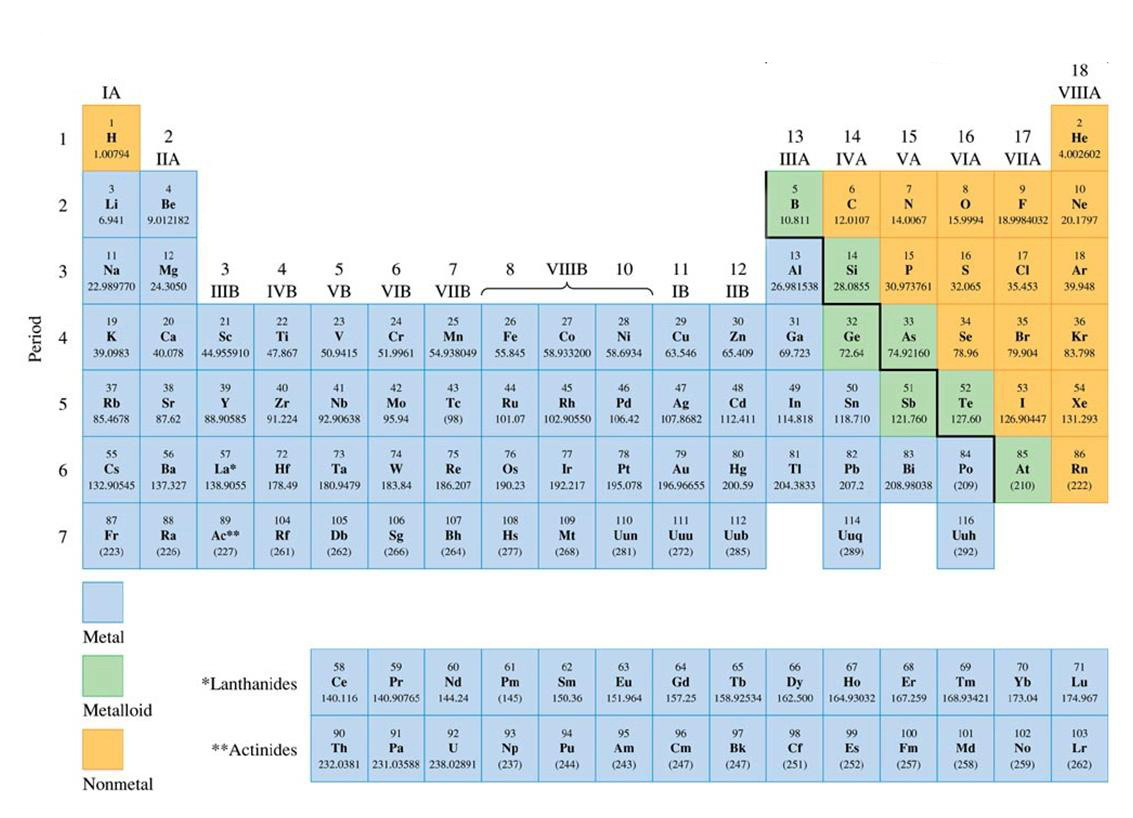 18
IA VIIIA
1 H 1.00794 2 He 4.002602
1 2 13 14 15 16 17
IIA IIIA IVA VA VIA VIIA
3 4 5 6 7 8 9 10
2 Li Be B C N O F Ne
6.941 9.012182 10.811 12.0107 14.0067 15.9994 18.9984032 20.1797
11 12 13 14 15 16 17 18
3 Na Mg 3 4 5 6 7 8 VIIIB 10 11 12 Al Si P S Cl Ar
22.989770 24.3050 IIIB IVB VB VIB VIIB IB IIB 26.981538 28.0855 30.973761 32.065 35.453 39.948
Period
19 20 21 22 23 24 25 26 27 28 29 30 31 32 33 34 35 36
4 K Ca Sc Ti V Cr Mn Fe Co Ni Cu Zn Ga Ge As Se Br Kr
39.0983 40.078 44.955910 47.867 50.9415 51.9961 54.938049 55.845 58.933200 58.6934 63.546 65.409 69.723 72.64 74.92160 78.96 79.904 83.798
37 38 39 40 41 42 43 44 45 46 47 48 49 50 51 52 53 54
5 Rb Sr Y Zr Nb Mo Tc Ru Rh Pd Ag Cd In Sn Sb Te I Xe
85.4678 87.62 88.90585 91.224 92.90638 95.94 (98) 101.07 102.90550 106.42 107.8682 112.411 114.818 118.710 121.760 127.60 126.90447 131.293
55 56 57 72 73 74 75 76 77 78 79 80 81 82 83 84 85 86
6 Cs Ba La* Hf Ta W Re Os Ir Pt Au Hg Tl Pb Bi Po At Rn
132.90545 137.327 138.9055 178.49 180.9479 183.84 186.207 190.23 192.217 195.078 196.96655 200.59 204.3833 207.2 208.98038 (209) (210) (222)
87 88 89 104 105 106 107 108 109 110 111 112 114 116
7 Fr Ra Ac** Rf Db Sg Bh Hs Mt Uun Uuu Uub Uuq Uuh
(223) (226) (227) (261) (262) (266) (264) (277) (268) (281) (272) (285) (289) (292)
Metal
Metalloid
Nonmetal
58 59 60 61 62 63 64 65 66 67 68 69 70 71
*Lanthanides Ce Pr Nd Pm Sm Eu Gd Tb Dy Ho Er Tm Yb Lu
140.116 140.90765 144.24 (145) 150.36 151.964 157.25 158.92534 162.500 164.93032 167.259 168.93421 173.04 174.967
90 91 92 93 94 95 96 97 98 99 100 101 102 103
**Actinides Th Pa U Np Pu Am Cm Bk Cf Es Fm Md No Lr
232.0381 231.03588 238.02891 (237) (244) (243) (247) (247) (251) (252) (257) (258) (259) (262)